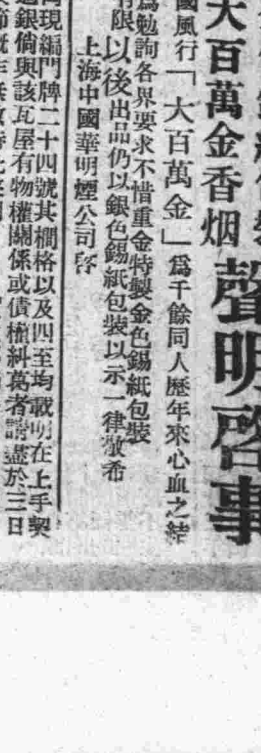 大百萬金香烟
聲明啓事
國風行「大百萬金」爲千餘同人歷年來心血之結
爲勉詢各界要求不惜重金特製金色錫紙包裝
有限以後出品仍以銀色錫紙包裝以示一律敬希
上海中國華明煙公司啓
現編門牌二十四號其櫊格以及四至均載明在上手契
銀倘與該瓦屋有物權關係或債權糾葛者請盡於三日